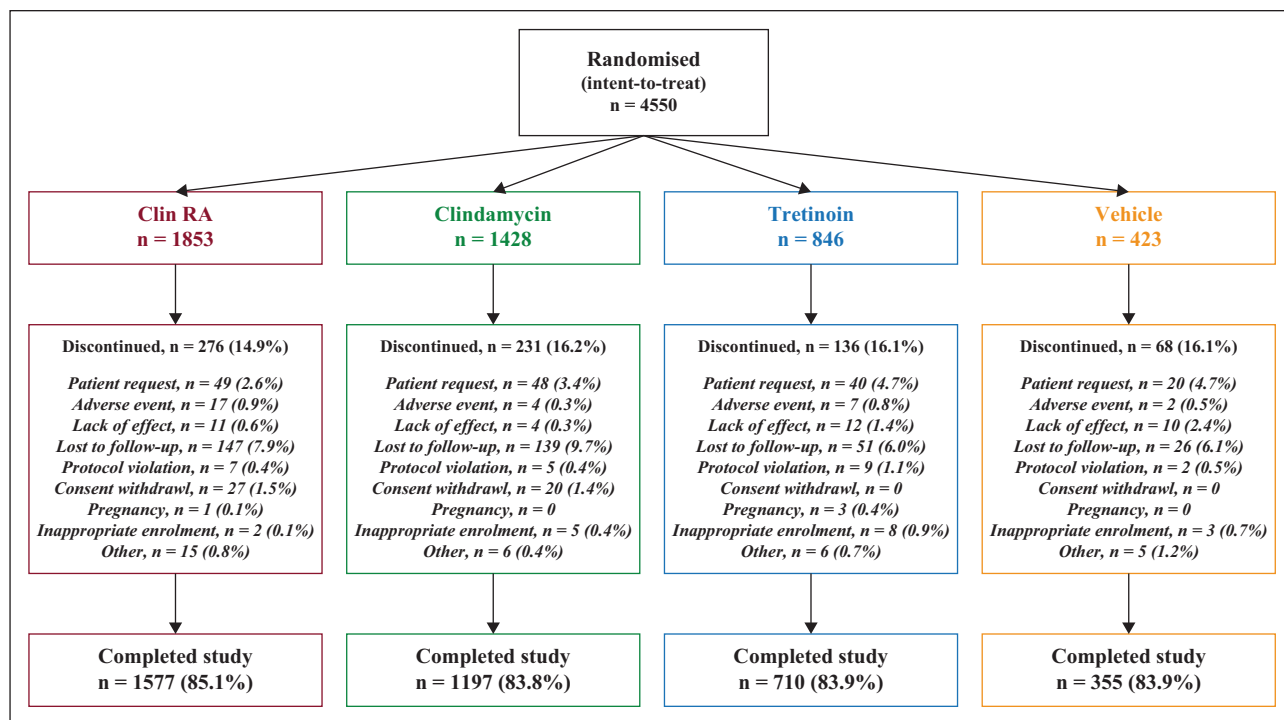 Randomised
(intent-to-treat)
n = 4550
Clin RA
n = 1853
Clindamycin
n = 1428
Tretinoin
n = 846
Vehicle
n = 423
Discontinued, n = 276 (14.9%)
Patient request, n = 49 (2.6%)
Adverse event, n = 17 (0.9%)
Lack of effect, n = 11 (0.6%)
Lost to follow-up, n = 147 (7.9%)
Protocol violation, n = 7 (0.4%)
Consent withdrawl, n = 27 (1.5%)
Pregnancy, n = 1 (0.1%)
Inappropriate enrolment, n = 2 (0.1%)
Other, n = 15 (0.8%)
Discontinued, n = 231 (16.2%)
Patient request, n = 48 (3.4%)
Adverse event, n = 4 (0.3%)
Lack of effect, n = 4 (0.3%)
Lost to follow-up, n = 139 (9.7%)
Protocol violation, n = 5 (0.4%)
Consent withdrawl, n = 20 (1.4%)
Pregnancy, n = 0
Inappropriate enrolment, n = 5 (0.4%)
Other, n = 6 (0.4%)
Discontinued, n = 136 (16.1%)
Patient request, n = 40 (4.7%)
Adverse event, n = 7 (0.8%)
Lack of effect, n = 12 (1.4%)
Lost to follow-up, n = 51 (6.0%)
Protocol violation, n = 9 (1.1%)
Consent withdrawl, n = 0
Pregnancy, n = 3 (0.4%)
Inappropriate enrolment, n = 8 (0.9%)
Other, n = 6 (0.7%)
Discontinued, n = 68 (16.1%)
Patient request, n = 20 (4.7%)
Adverse event, n = 2 (0.5%)
Lack of effect, n = 10 (2.4%)
Lost to follow-up, n = 26 (6.1%)
Protocol violation, n = 2 (0.5%)
Consent withdrawl, n = 0
Pregnancy, n = 0
Inappropriate enrolment, n = 3 (0.7%)
Other, n = 5 (1.2%)
Completed study
n = 1577 (85.1%)
Completed study
n = 1197 (83.8%)
Completed study
n = 710 (83.9%)
Completed study
n = 355 (83.9%)